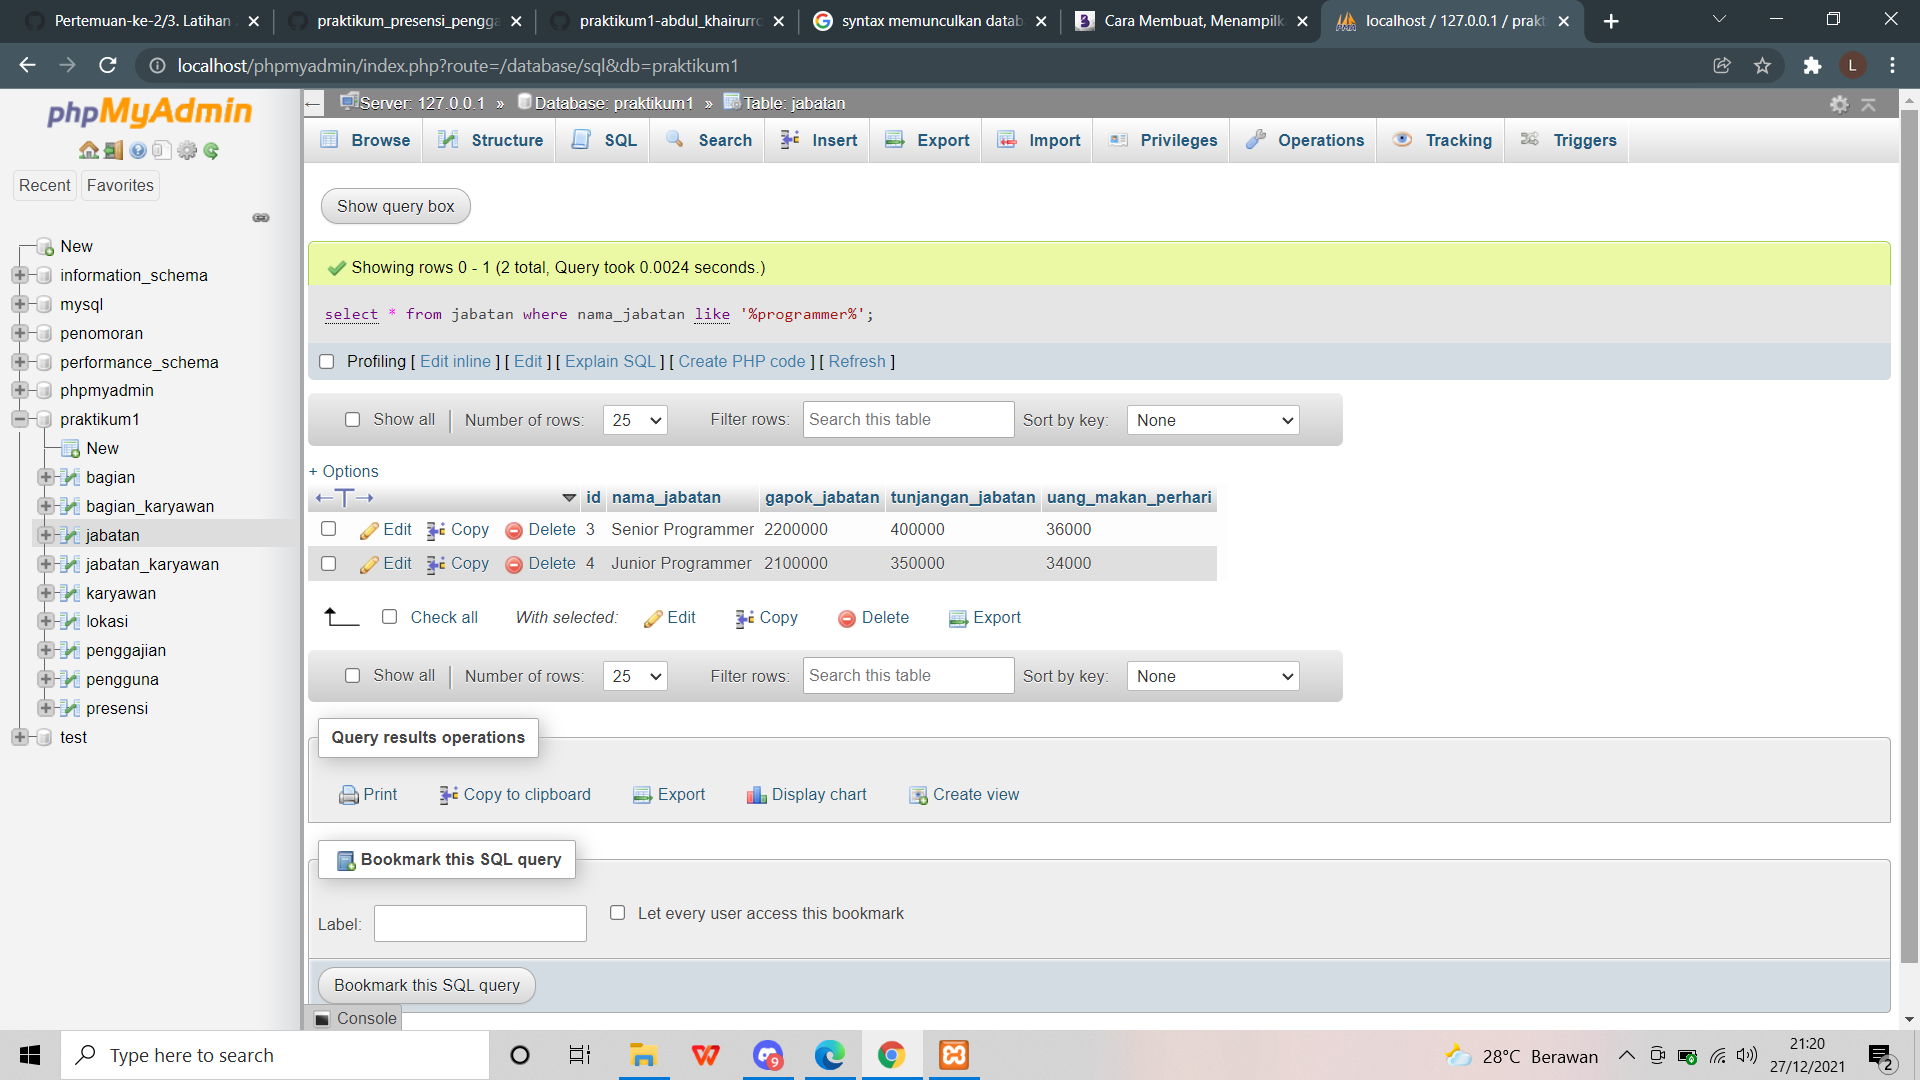 Pertemuan-ke-2/3. Latihan
praktikum_presensi_pengga
praktikum1-abdul_khairurro
syntax memunculkan datab
Cara Membuat, Menampilk
localhost / 127.0.0.1 / prakt
localhost/phpmyadmin/index.php?route=/database/sql&db=praktikum1
L
phpMyAdmin
Recent
Favorites
New
information_schema
mysql
penomoran
performance_schema
phpmyadmin
praktikum1
New
bagian
bagian_karyawan
jabatan
jabatan_karyawan
karyawan
lokasi
penggajian
pengguna
presensi
test
Server: 127.0.0.1 » Database: praktikum1 » Table: jabatan
Browse Structure SQL Search Insert Export Import Privileges Operations Tracking Triggers
Show query box
Showing rows 0 - 1 (2 total, Query took 0.0024 seconds.)
select * from jabatan where nama_jabatan like '%programmer%';
Profiling [ Edit inline ] [ Edit ] [ Explain SQL ] [ Create PHP code ] [ Refresh ]
Show all Number of rows: 25 Filter rows: Search this table Sort by key: None
+ Options
←T→ id nama_jabatan gapok_jabatan tunjangan_jabatan uang_makan_perhari
Edit Copy Delete 3 Senior Programmer 2200000 400000 36000
Edit Copy Delete 4 Junior Programmer 2100000 350000 34000
Check all With selected: Edit Copy Delete Export
Show all Number of rows: 25 Filter rows: Search this table Sort by key: None
Query results operations
Print Copy to clipboard Export Display chart Create view
Bookmark this SQL query
Label: Let every user access this bookmark
Bookmark this SQL query
Console
Type here to search
9
28°C Berawan
21:20
27/12/2021
2